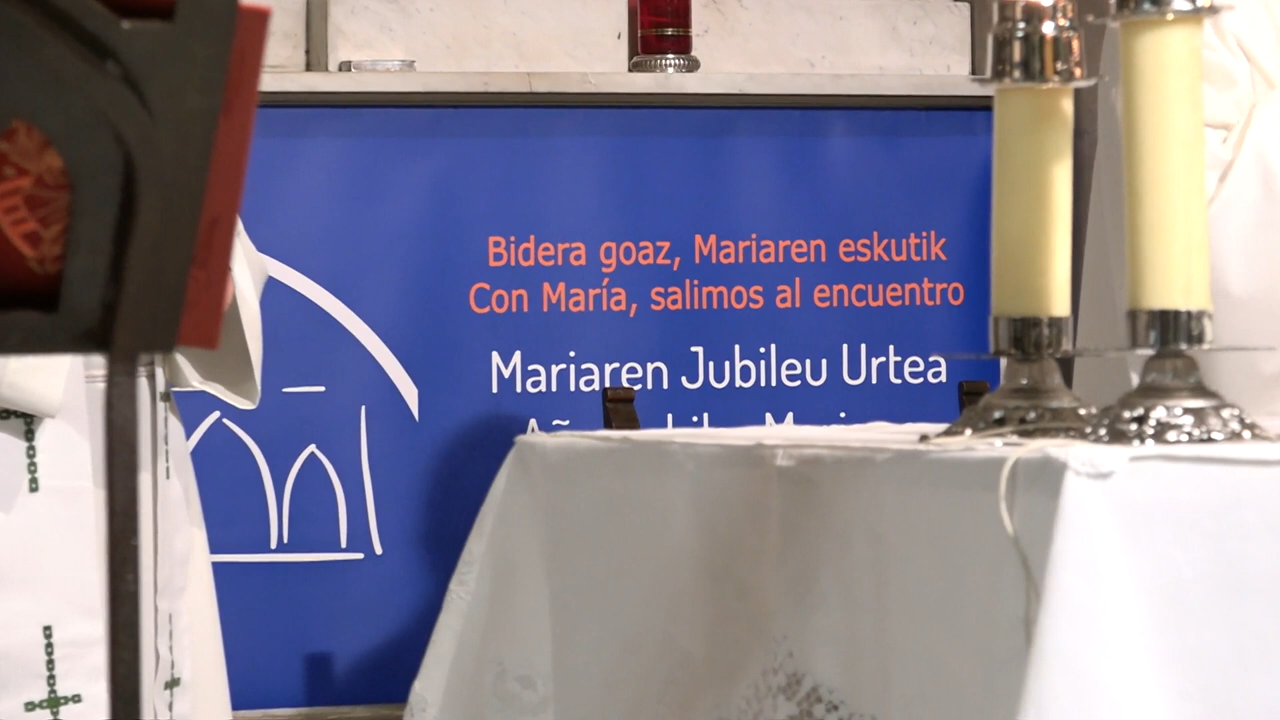 Bidera goaz, Mariaren eskutik
Con María, salimos al encuentro
Mariaren Jubileu Urtea